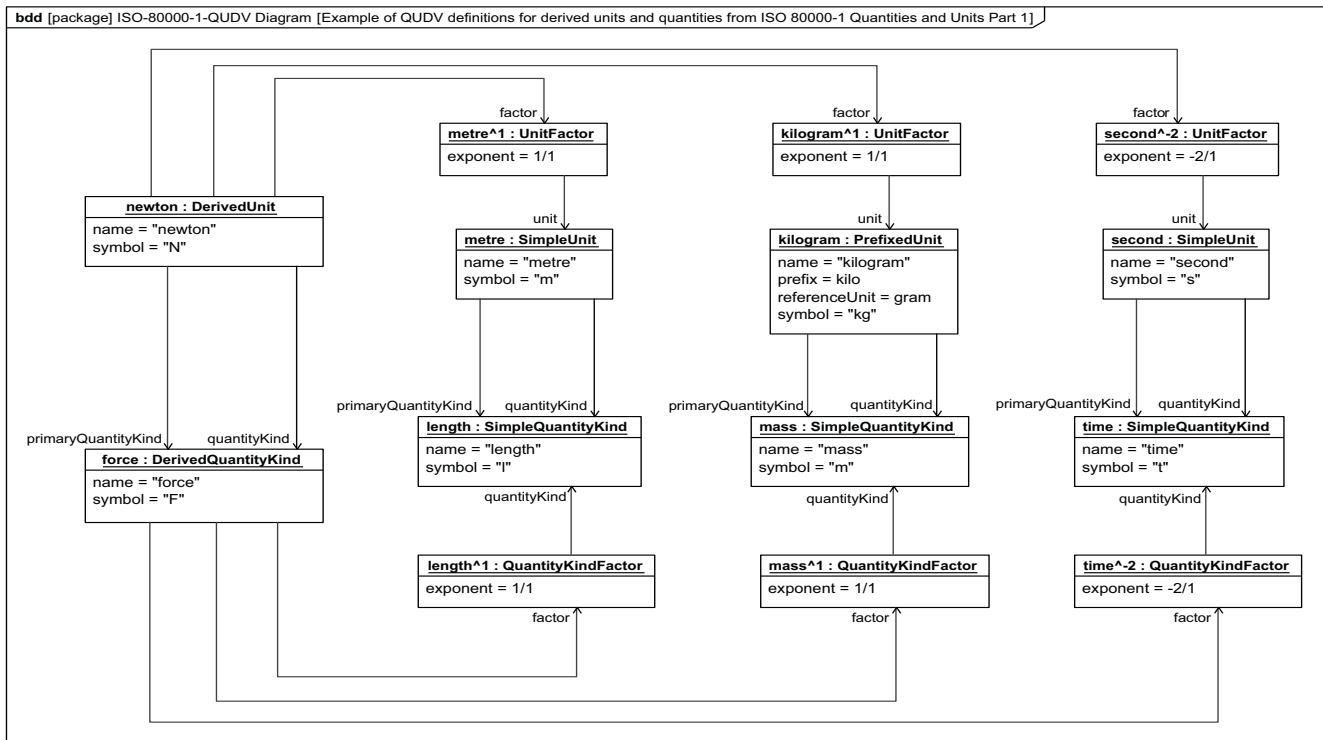 bdd [package] ISO-80000-1-QUDV Diagram [Example of QUDV definitions for derived units and quantities from ISO 80000-1 Quantities and Units Part 1]
factor
factor
factor
metre^1 : UnitFactor
exponent = 1/1
kilogram^1 : UnitFactor
exponent = 1/1
second^-2 : UnitFactor
exponent = -2/1
newton : DerivedUnit
name = "newton"
symbol = "N"
unit
unit
unit
metre : SimpleUnit
name = "metre"
symbol = "m"
kilogram : PrefixedUnit
name = "kilogram"
prefix = kilo
referenceUnit = gram
symbol = "kg"
second : SimpleUnit
name = "second"
symbol = "s"
primaryQuantityKind
quantityKind
primaryQuantityKind
quantityKind
primaryQuantityKind
quantityKind
primaryQuantityKind
quantityKind
force : DerivedQuantityKind
name = "force"
symbol = "F"
length : SimpleQuantityKind
name = "length"
symbol = "l"
mass : SimpleQuantityKind
name = "mass"
symbol = "m"
time : SimpleQuantityKind
name = "time"
symbol = "t"
quantityKind
quantityKind
quantityKind
length^1 : QuantityKindFactor
exponent = 1/1
mass^1 : QuantityKindFactor
exponent = 1/1
time^-2 : QuantityKindFactor
exponent = -2/1
factor
factor
factor